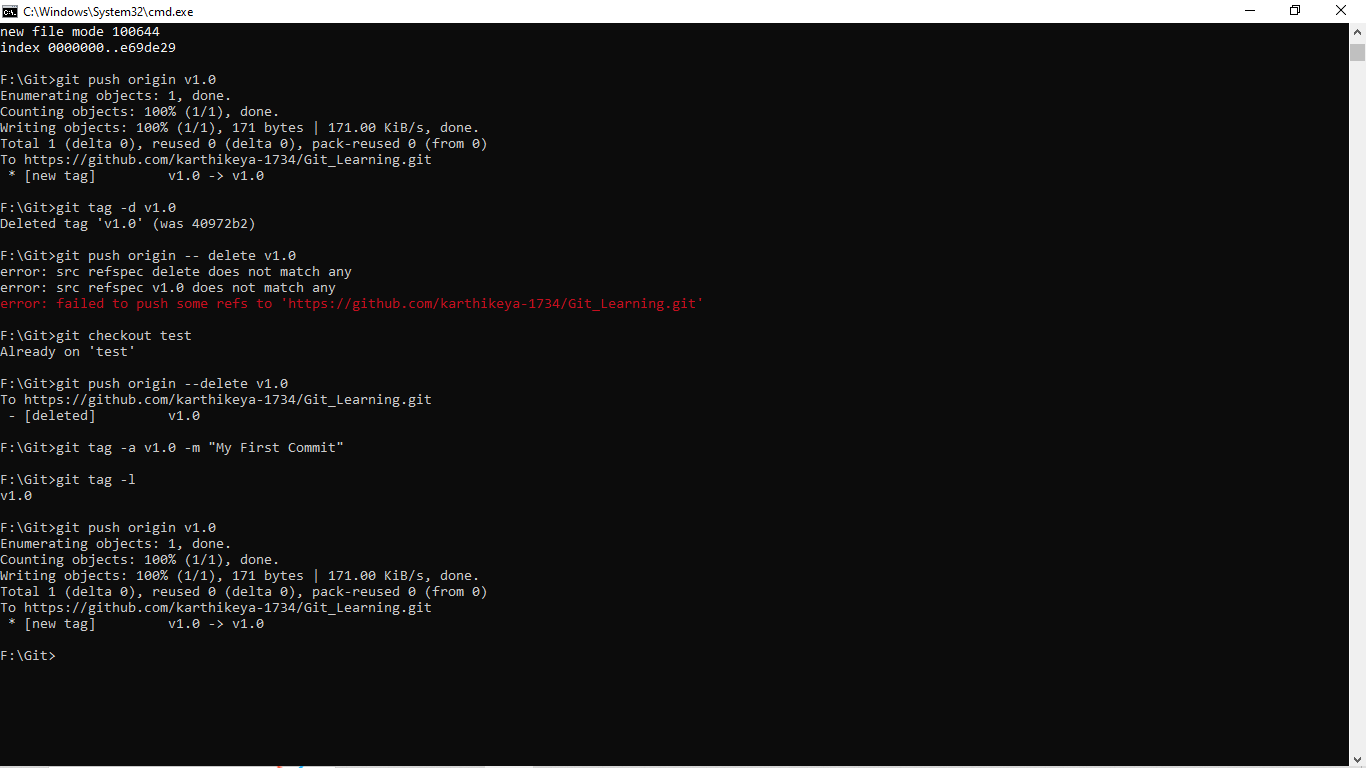 C:\Windows\System32\cmd.exe
new file mode 100644
index 0000000..e69de29
F:\Git>git push origin v1.0
Enumerating objects: 1, done.
Counting objects: 100% (1/1), done.
Writing objects: 100% (1/1), 171 bytes | 171.00 KiB/s, done.
Total 1 (delta 0), reused 0 (delta 0), pack-reused 0 (from 0)
To https://github.com/karthikeya-1734/Git_Learning.git
 * [new tag]         v1.0 -> v1.0
F:\Git>git tag -d v1.0
Deleted tag 'v1.0' (was 40972b2)
F:\Git>git push origin -- delete v1.0
error: src refspec delete does not match any
error: src refspec v1.0 does not match any
error: failed to push some refs to 'https://github.com/karthikeya-1734/Git_Learning.git'
F:\Git>git checkout test
Already on 'test'
F:\Git>git push origin --delete v1.0
To https://github.com/karthikeya-1734/Git_Learning.git
 - [deleted]         v1.0
F:\Git>git tag -a v1.0 -m "My First Commit"
F:\Git>git tag -l
v1.0
F:\Git>git push origin v1.0
Enumerating objects: 1, done.
Counting objects: 100% (1/1), done.
Writing objects: 100% (1/1), 171 bytes | 171.00 KiB/s, done.
Total 1 (delta 0), reused 0 (delta 0), pack-reused 0 (from 0)
To https://github.com/karthikeya-1734/Git_Learning.git
 * [new tag]         v1.0 -> v1.0
F:\Git>